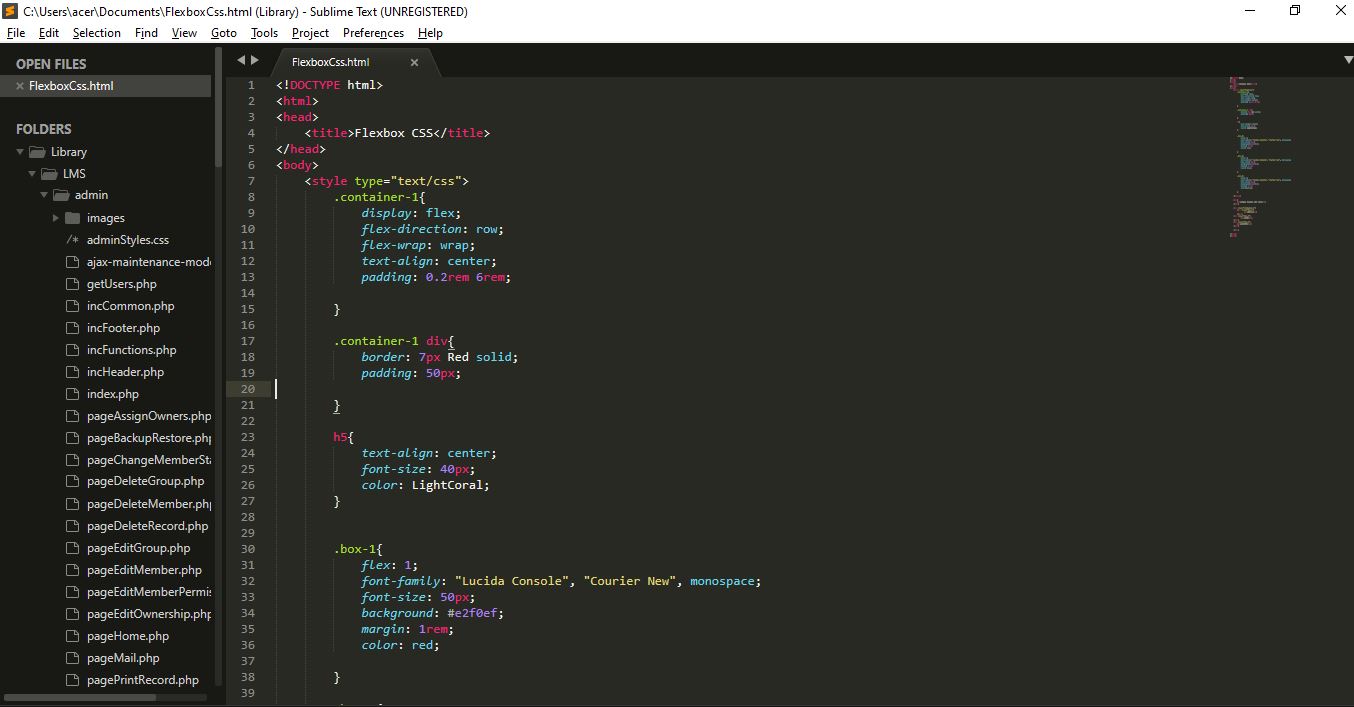 C:\Users\acer\Documents\FlexboxCss.html (Library) - Sublime Text (UNREGISTERED)
File Edit Selection Find View Goto Tools Project Preferences Help
OPEN FILES
FlexboxCss.html
FOLDERS
Library
LMS
admin
images
/* adminStyles.css
ajax-maintenance-mod
getUsers.php
incCommon.php
incFooter.php
incFunctions.php
incHeader.php
index.php
pageAssignOwners.php
pageBackupRestore.ph
pageChangeMemberSt
pageDeleteGroup.php
pageDeleteMember.ph
pageDeleteRecord.php
pageEditGroup.php
pageEditMember.php
pageEditMemberPermi
pageEditOwnership.php
pageHome.php
pageMail.php
pagePrintRecord.php
FlexboxCss.html
1 <!DOCTYPE html>
2 <html>
3 <head>
4 <title>Flexbox CSS</title>
5 </head>
6 <body>
7 <style type="text/css">
8 .container-1{
9 display: flex;
10 flex-direction: row;
11 flex-wrap: wrap;
12 text-align: center;
13 padding: 0.2rem 6rem;
14
15 }
16
17 .container-1 div{
18 border: 7px Red solid;
19 padding: 50px;
20
21 }
22
23 h5{
24 text-align: center;
25 font-size: 40px;
26 color: LightCoral;
27 }
28
29
30 .box-1{
31 flex: 1;
32 font-family: "Lucida Console", "Courier New", monospace;
33 font-size: 50px;
34 background: #e2f0ef;
35 margin: 1rem;
36 color: red;
37
38 }
39